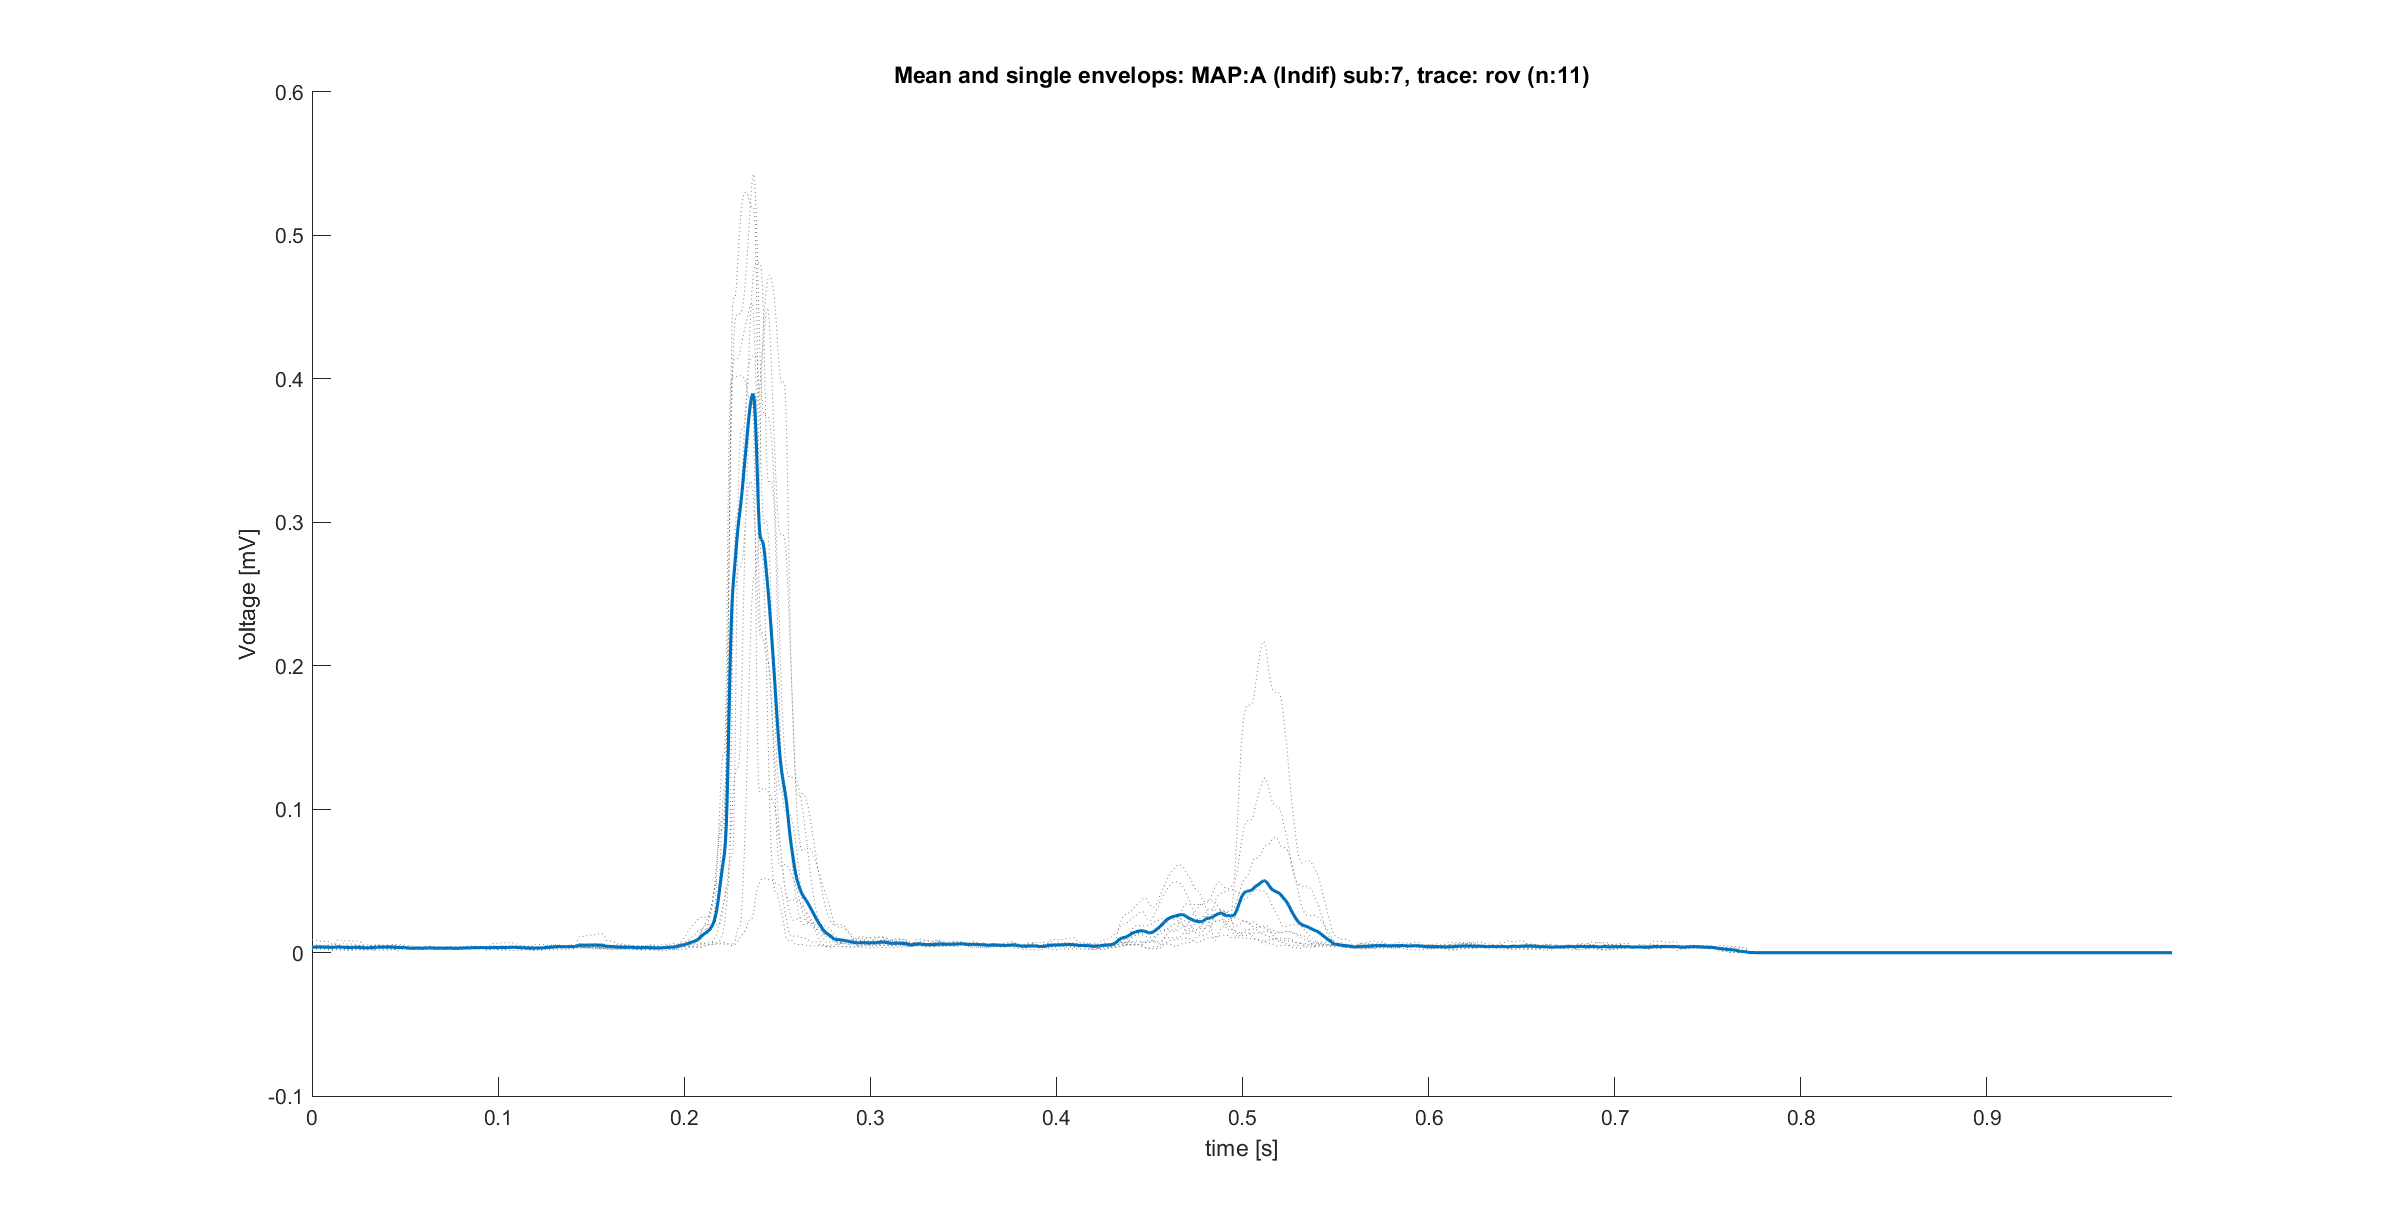 Mean and single envelops: MAP:A (Indif) sub:7, trace: rov (n:11)
0.6
0.5
0.4
0.3
0.2
0.1
0
-0.1
Voltage [mV]
0 0.1 0.2 0.3 0.4 0.5 0.6 0.7 0.8 0.9
time [s]